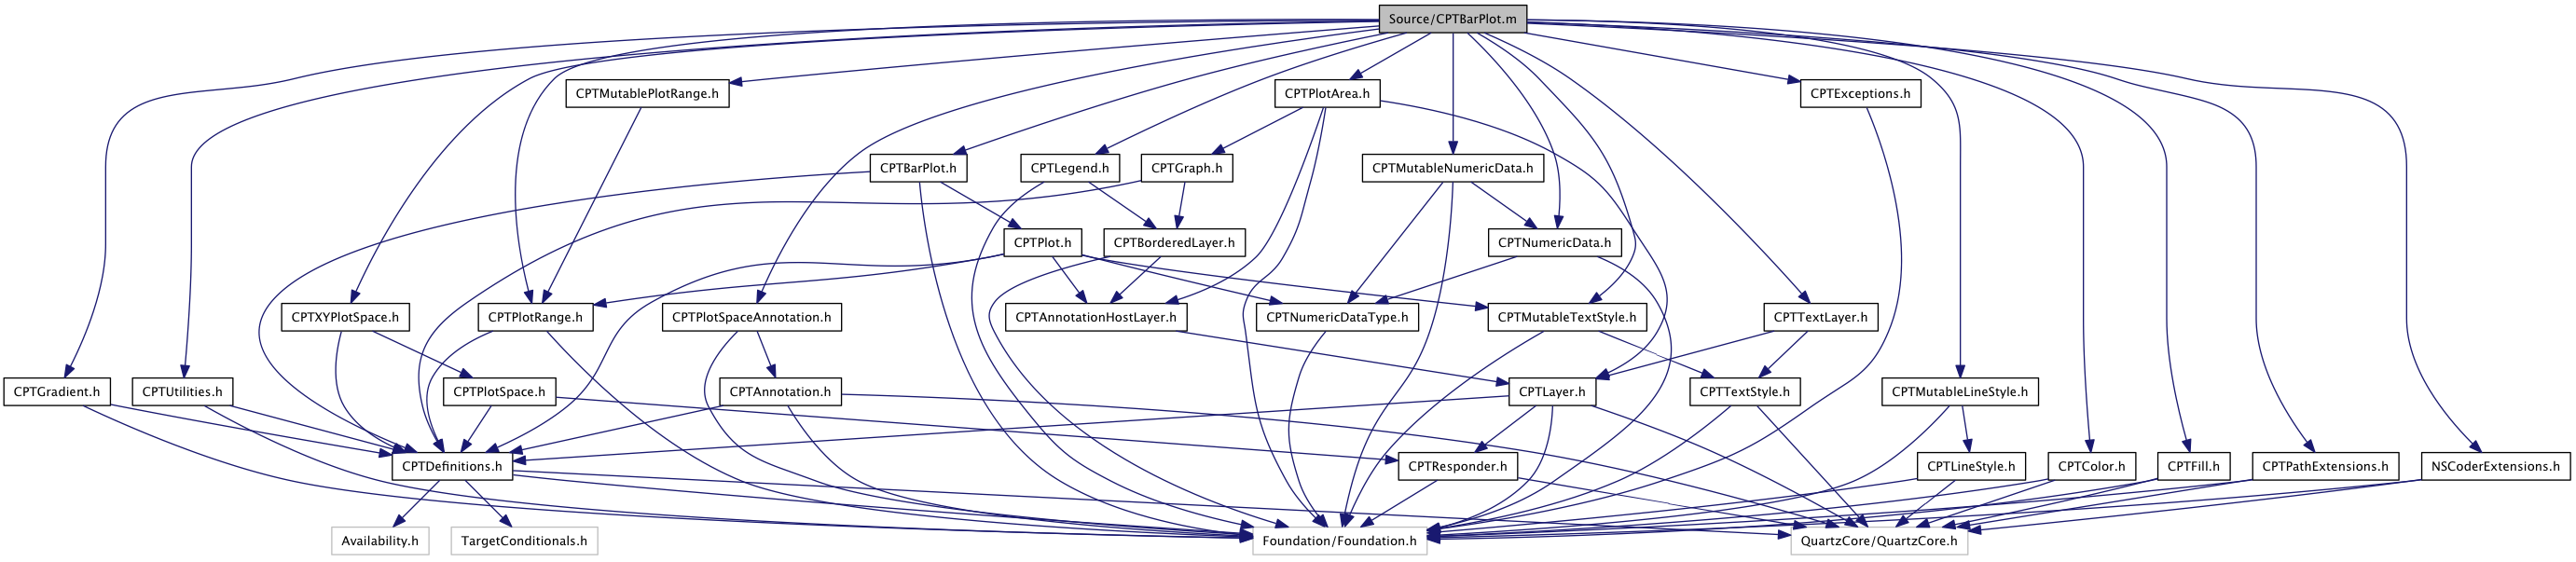 Source/CPTBarPlot.m
CPTMutablePlotRange.h
CPTPlotArea.h
CPTExceptions.h
CPTBarPlot.h
CPTLegend.h
CPTGraph.h
CPTMutableNumericData.h
CPTPlot.h
CPTBorderedLayer.h
CPTNumericData.h
CPTXYPlotSpace.h
CPTPlotRange.h
CPTPlotSpaceAnnotation.h
CPTAnnotationHostLayer.h
CPTNumericDataType.h
CPTMutableTextStyle.h
CPTTextLayer.h
CPTGradient.h
CPTUtilities.h
CPTPlotSpace.h
CPTAnnotation.h
CPTLayer.h
CPTTextStyle.h
CPTMutableLineStyle.h
CPTDefinitions.h
CPTResponder.h
CPTLineStyle.h
CPTColor.h
CPTFill.h
CPTPathExtensions.h
NSCoderExtensions.h
Availability.h
TargetConditionals.h
Foundation/Foundation.h
QuartzCore/QuartzCore.h